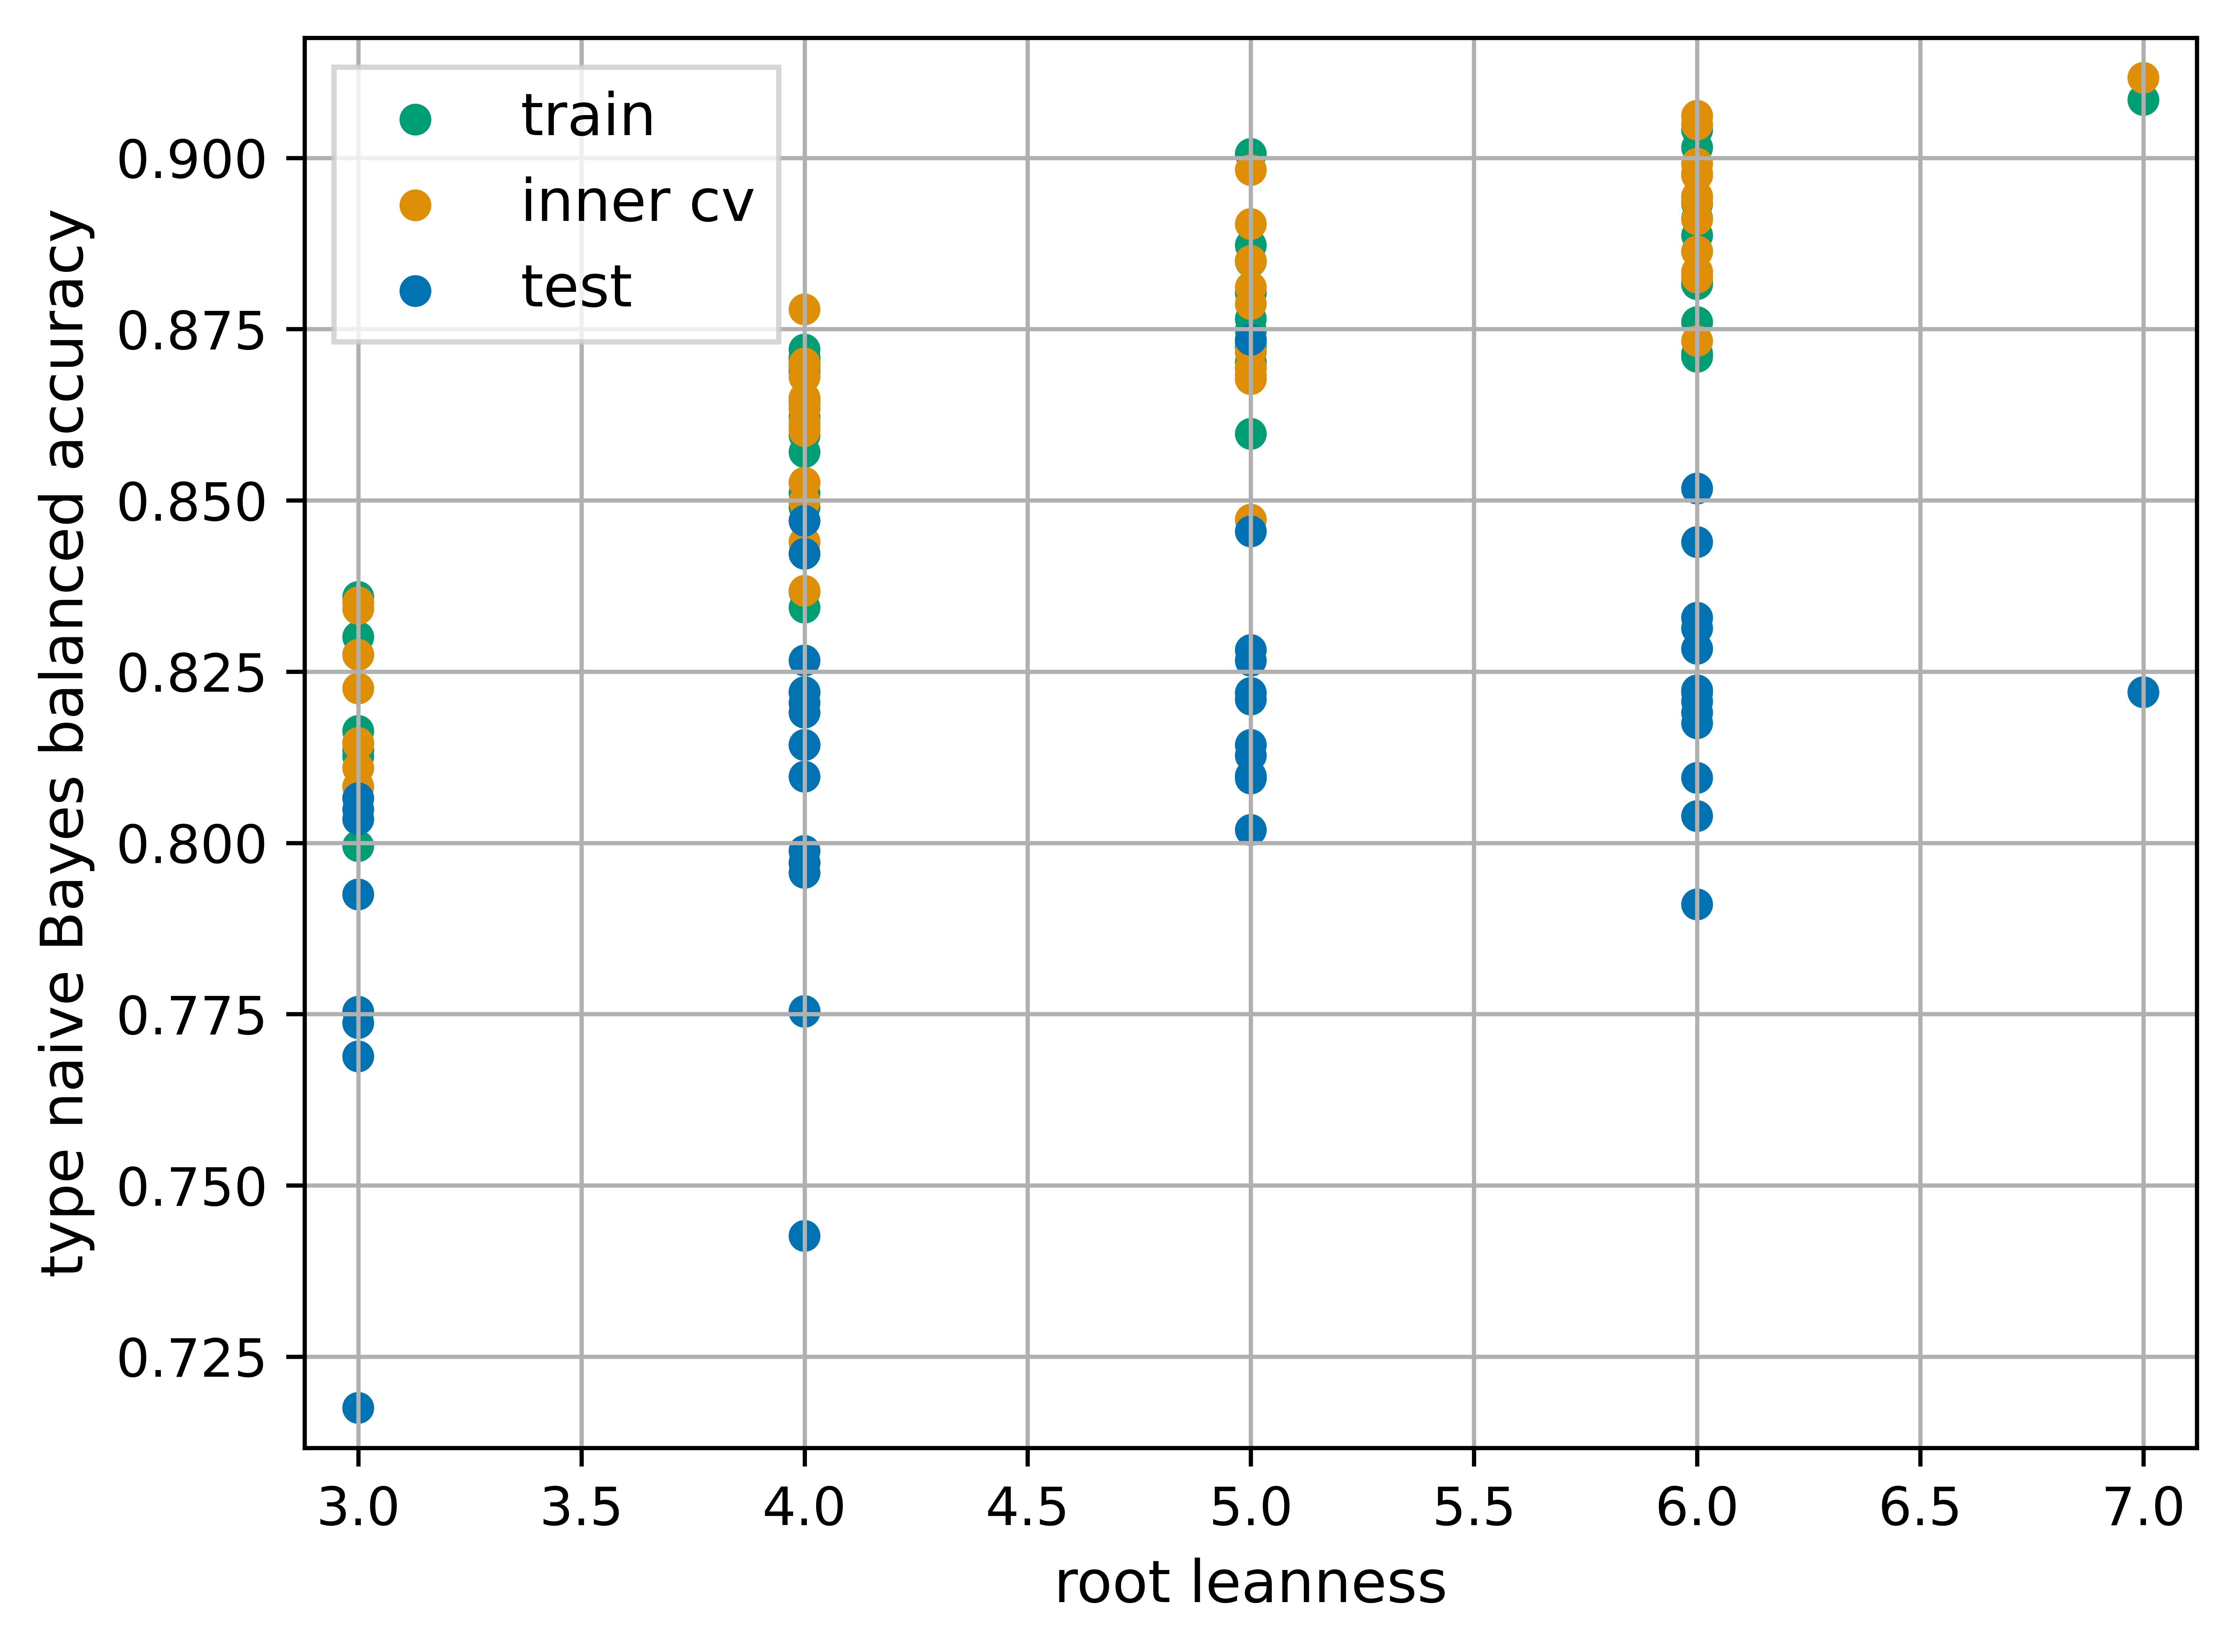 train
inner cv
test
0.900
0.875
0.850
0.825
0.800
0.775
0.750
0.725
type naive Bayes balanced accuracy
3.0 3.5 4.0 4.5 5.0 5.5 6.0 6.5 7.0
root leanness